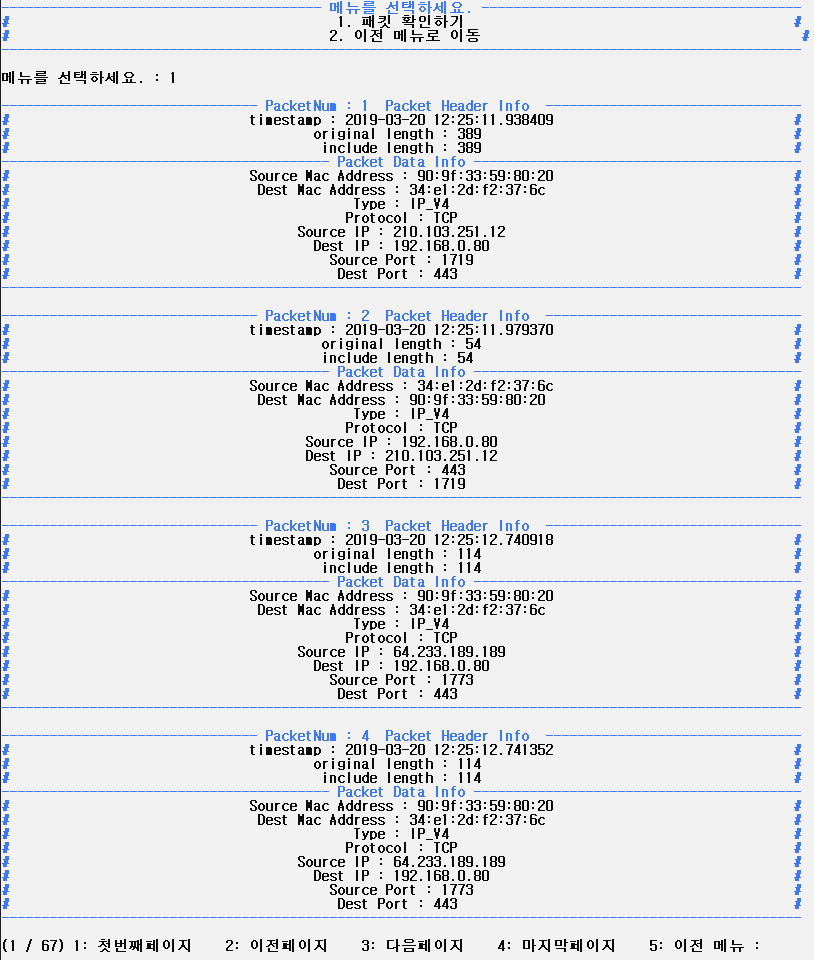 메뉴를 선택하세요.
# 1. 패킷 확인하기 #
# 2. 이전 메뉴로 이동 #
메뉴를 선택하세요. : 1
PacketNum : 1 Packet Header Info
# timestamp : 2019-03-20 12:25:11.938409 #
# original length : 389 #
# include length : 389 #
Packet Data Info
# Source Mac Address : 90:9f:33:59:80:20 #
# Dest Mac Address : 34:e1:2d:f2:37:6c #
# Type : IP_V4 #
# Protocol : TCP #
# Source IP : 210.103.251.12 #
# Dest IP : 192.168.0.80 #
# Source Port : 1719 #
# Dest Port : 443 #
PacketNum : 2 Packet Header Info
# timestamp : 2019-03-20 12:25:11.979370 #
# original length : 54 #
# include length : 54 #
Packet Data Info
# Source Mac Address : 34:e1:2d:f2:37:6c #
# Dest Mac Address : 90:9f:33:59:80:20 #
# Type : IP_V4 #
# Protocol : TCP #
# Source IP : 192.168.0.80 #
# Dest IP : 210.103.251.12 #
# Source Port : 443 #
# Dest Port : 1719 #
PacketNum : 3 Packet Header Info
# timestamp : 2019-03-20 12:25:12.740918 #
# original length : 114 #
# include length : 114 #
Packet Data Info
# Source Mac Address : 90:9f:33:59:80:20 #
# Dest Mac Address : 34:e1:2d:f2:37:6c #
# Type : IP_V4 #
# Protocol : TCP #
# Source IP : 64.233.189.189 #
# Dest IP : 192.168.0.80 #
# Source Port : 1773 #
# Dest Port : 443 #
PacketNum : 4 Packet Header Info
# timestamp : 2019-03-20 12:25:12.741352 #
# original length : 114 #
# include length : 114 #
Packet Data Info
# Source Mac Address : 90:9f:33:59:80:20 #
# Dest Mac Address : 34:e1:2d:f2:37:6c #
# Type : IP_V4 #
# Protocol : TCP #
# Source IP : 64.233.189.189 #
# Dest IP : 192.168.0.80 #
# Source Port : 1773 #
# Dest Port : 443 #
(1 / 67) 1: 첫번째페이지 2: 이전페이지 3: 다음페이지 4: 마지막페이지 5: 이전 메뉴 :